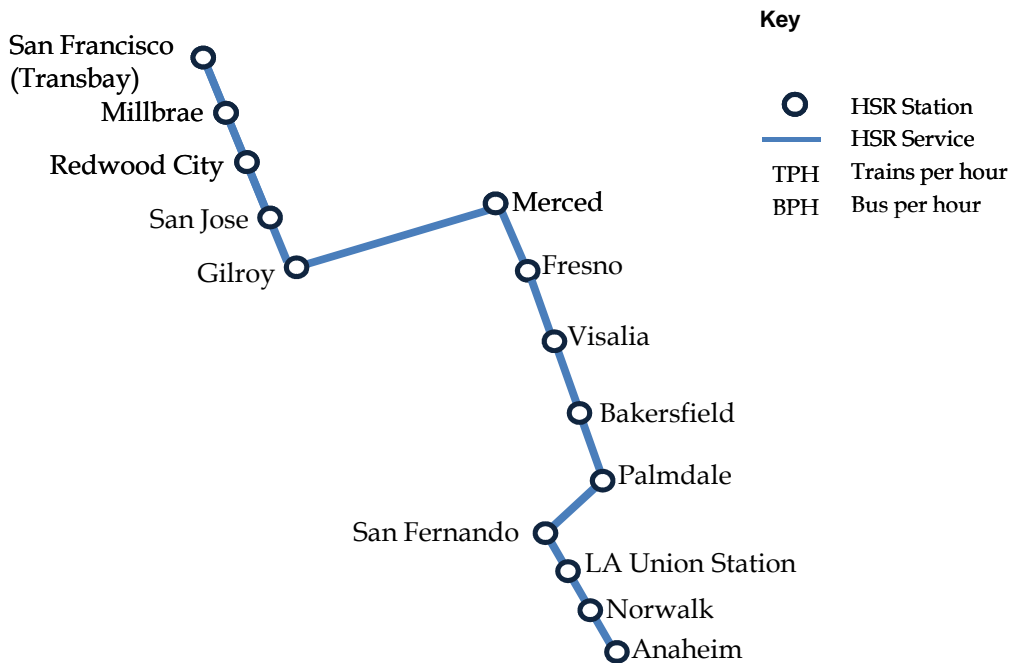 San Francisco
(Transbay)
Millbrae
Redwood City
San Jose
Gilroy
Merced
Fresno
Visalia
Bakersfield
Palmdale
San Fernando
LA Union Station
Norwalk
Anaheim
Key
HSR Station
HSR Service
TPH Trains per hour
BPH Bus per hour